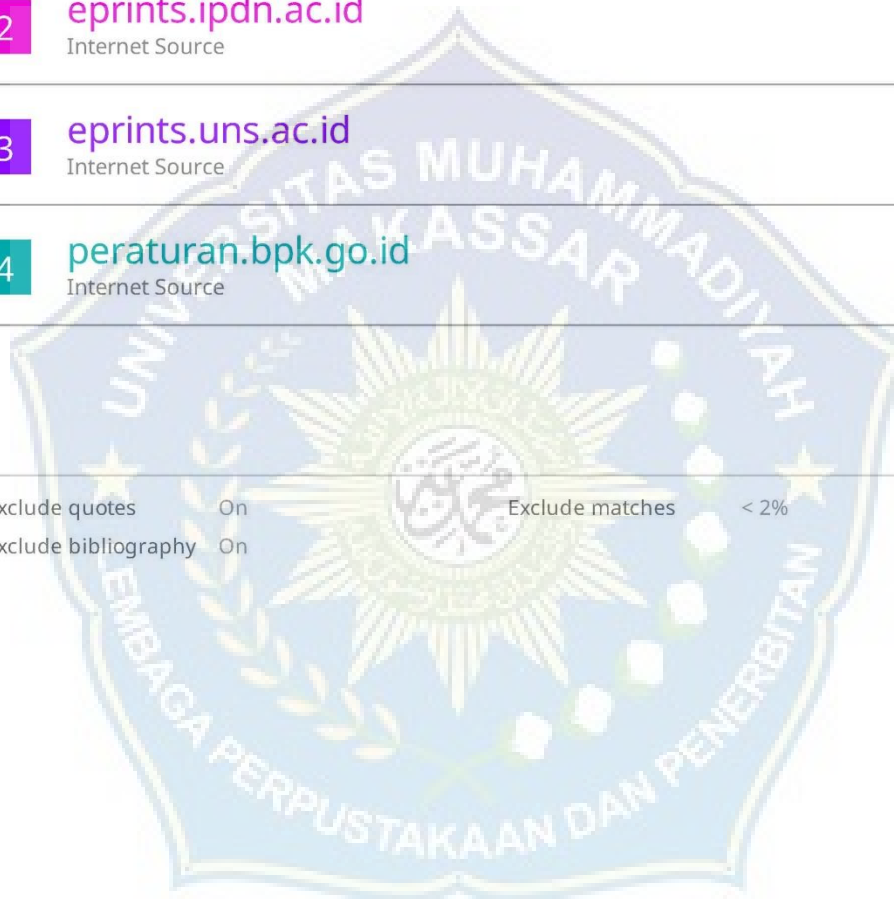 2 eprints.ipdn.ac.id
Internet Source
3 eprints.uns.ac.id
Internet Source
4 peraturan.bpk.go.id
Internet Source
xclude quotes On Exclude matches < 2%
xclude bibliography On
UNIVERSITAS MUHAMMADIYAH
MAKASSAR
LEMBAGA PERPUSTAKAAN DAN PENERBITAN